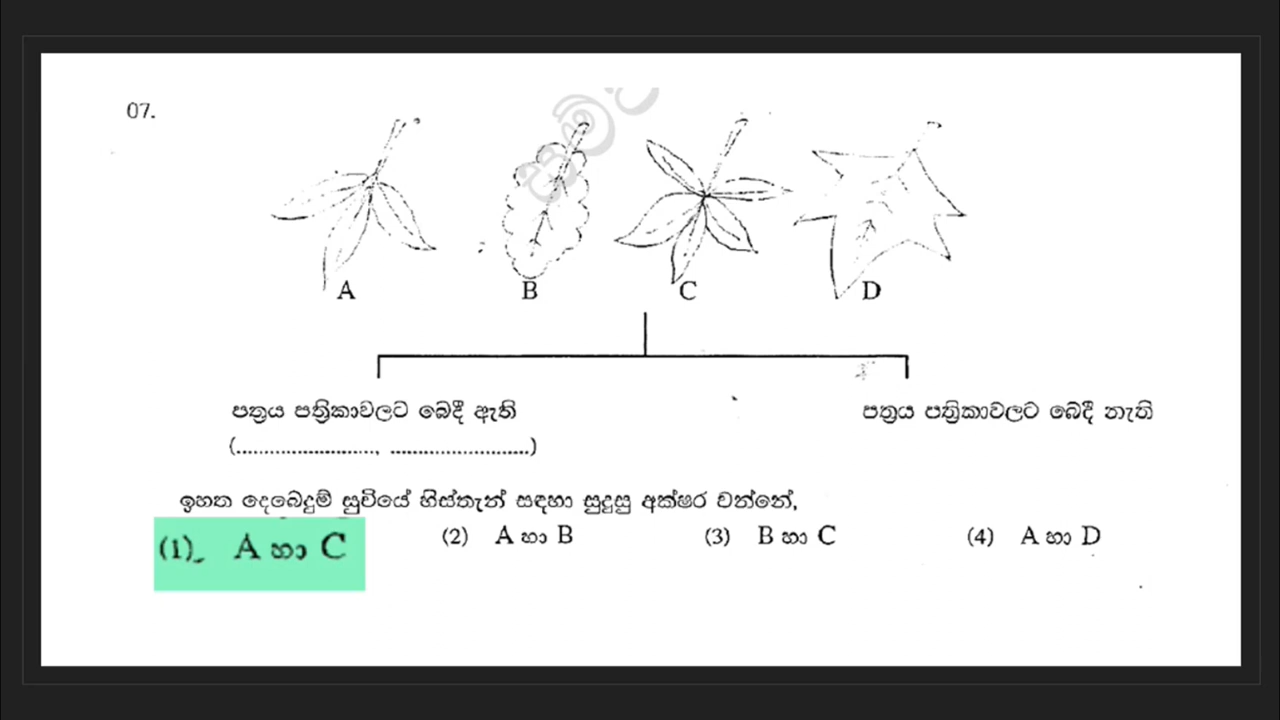 07.
A B C D
පත්‍රය පත්‍රිකාවලට බෙදී ඇති පත්‍රය පත්‍රිකාවලට බෙදී නැති
(........................, ........................)
ඉහත දෙබෙදුම් සුචියේ හිස්තැන් සඳහා සුදුසු අක්ෂර වන්නේ,
(1) A හා C (2) A හා B (3) B හා C (4) A හා D